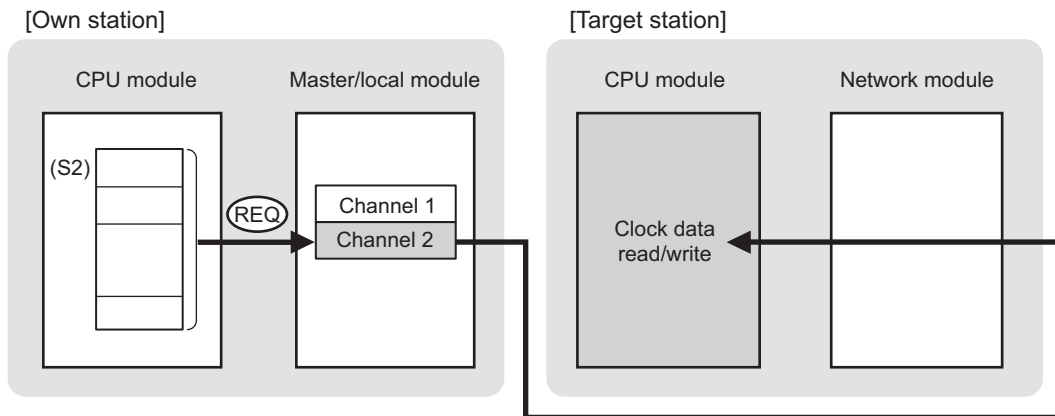 [Own station]
[Target station]
CPU module
Master/local module
CPU module
Network module
(S2)
REQ
Channel 1
Channel 2
Clock data
read/write